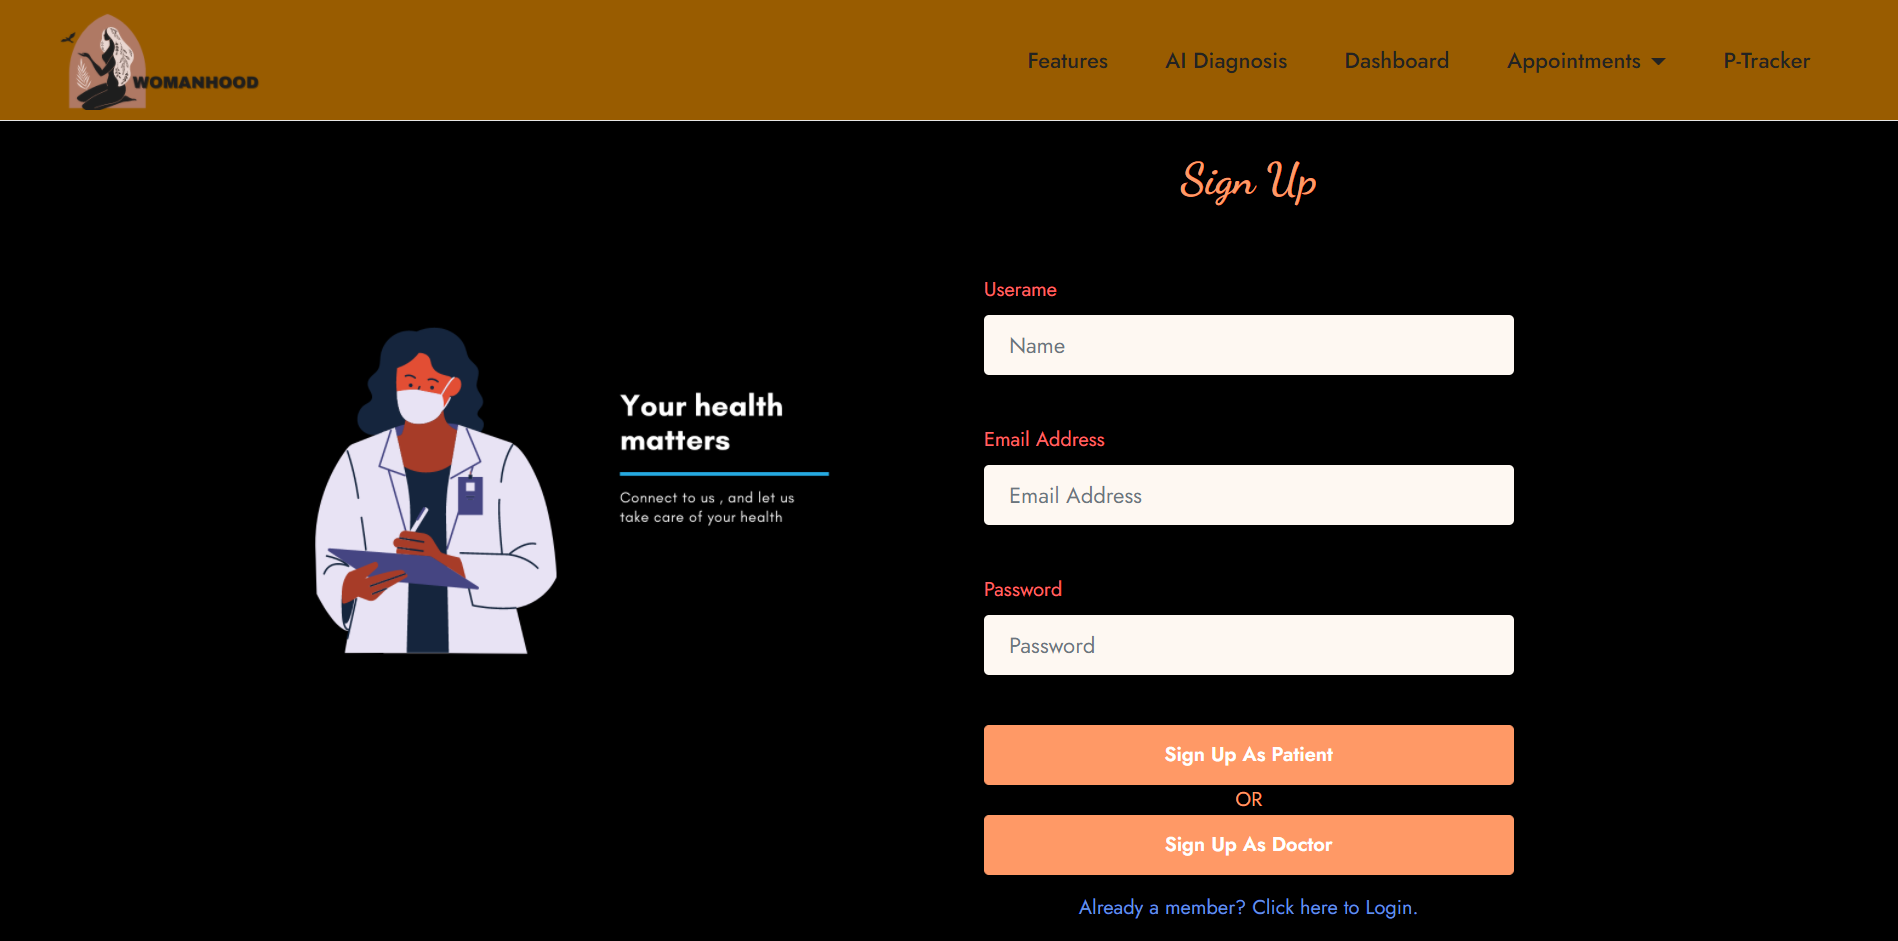 WOMANHOOD
Features
AI Diagnosis
Dashboard
Appointments
P-Tracker
Your health
matters
Connect to us , and let us
take care of your health
Sign Up
Userame
Name
Email Address
Email Address
Password
Password
Sign Up As Patient
OR
Sign Up As Doctor
Already a member? Click here to Login.